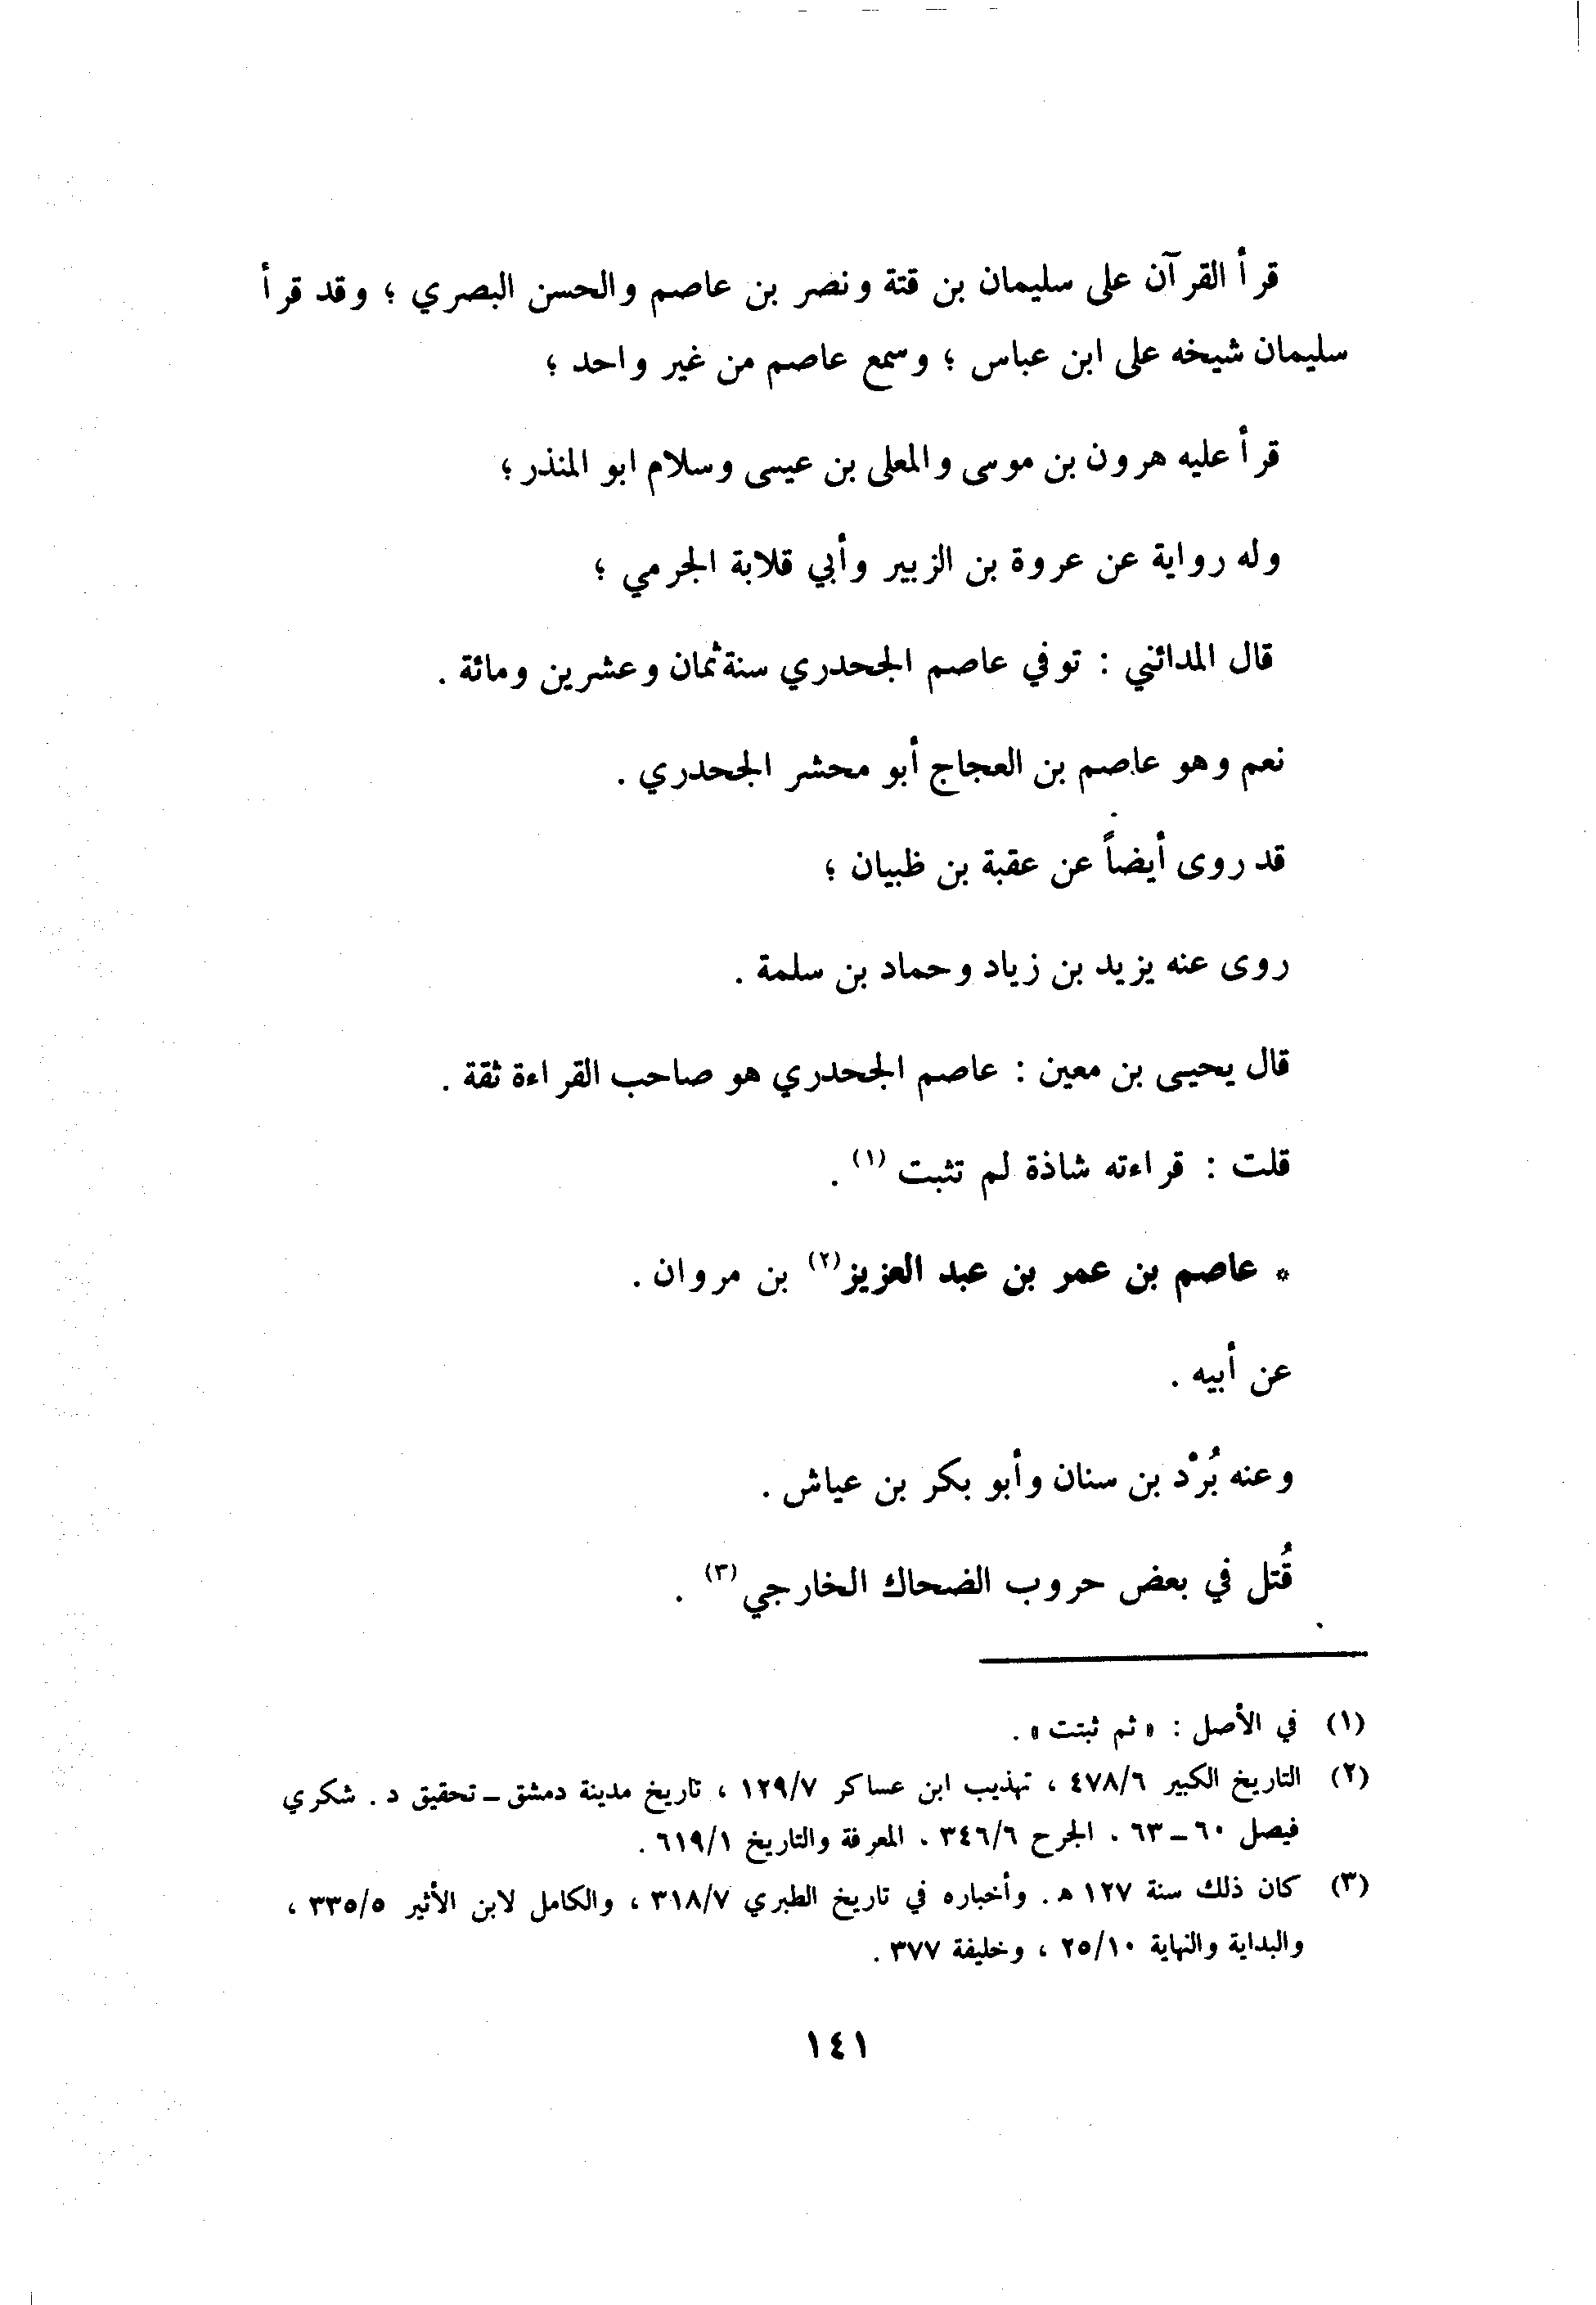 قرأ القرآن على سليمان بن قتة ونصر بن عاصم والحسن البصري ؛ وقد قرأ
سليمان شيخه على ابن عباس ؛ وسمع عاصم من غير واحد ؛
قرأ عليه هرون بن موسى والمعلى بن عيسى وسلام ابو المنذر ؛
وله رواية عن عروة بن الزبير وأبي قلابة الجرمي ؛
قال المدائني : توفي عاصم الجحدري سنة ثمان وعشرين ومائة .
نعم وهو عاصم بن العجاج أبو محشر الجحدري .
قد روى أيضاً عن عقبة بن ظبيان ؛
روى عنه يزيد بن زياد وحماد بن سلمة .
قال يحيى بن معين : عاصم الجحدري هو صاحب القراءة ثقة .
قلت : قراءته شاذة لم تثبت (١) .
* عاصم بن عمر بن عبد العزيز(٢) بن مروان .
عن أبيه .
وعنه بُرْد بن سنان وأبو بكر بن عياش .
قُتل في بعض حروب الضحاك الخارجي(٣) .
(١) في الأصل : « ثم ثبتت » .
(٢) التاريخ الكبير ٤٧٨/٦ ، تهذيب ابن عساكر ١٢٩/٧ ، تاريخ مدينة دمشق ـ تحقيق د . شكري
فيصل ٦٠ ـ ٦٣ . الجرح ٣٤٦/٦ . المعرفة والتاريخ ٦١٩/١ .
(٣) كان ذلك سنة ١٢٧ هـ . وأخباره في تاريخ الطبري ٣١٨/٧ ، والكامل لابن الأثير ٣٣٥/٥ ،
والبداية والنهاية ٢٥/١٠ ، وخليفة ٣٧٧ .
١٤١